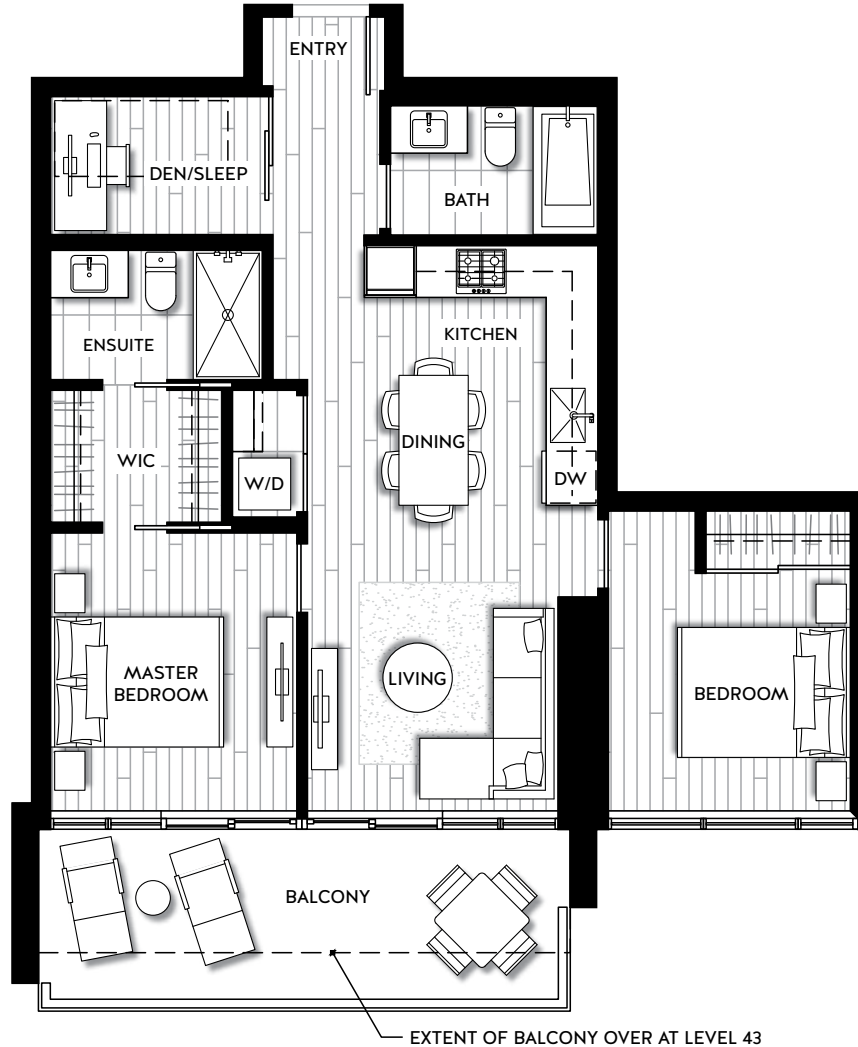 ENTRY
DEN/SLEEP
BATH
ENSUITE
KITCHEN
WIC
DINING
W/D
DW
MASTER
BEDROOM
LIVING
BEDROOM
BALCONY
EXTENT OF BALCONY OVER AT LEVEL 43